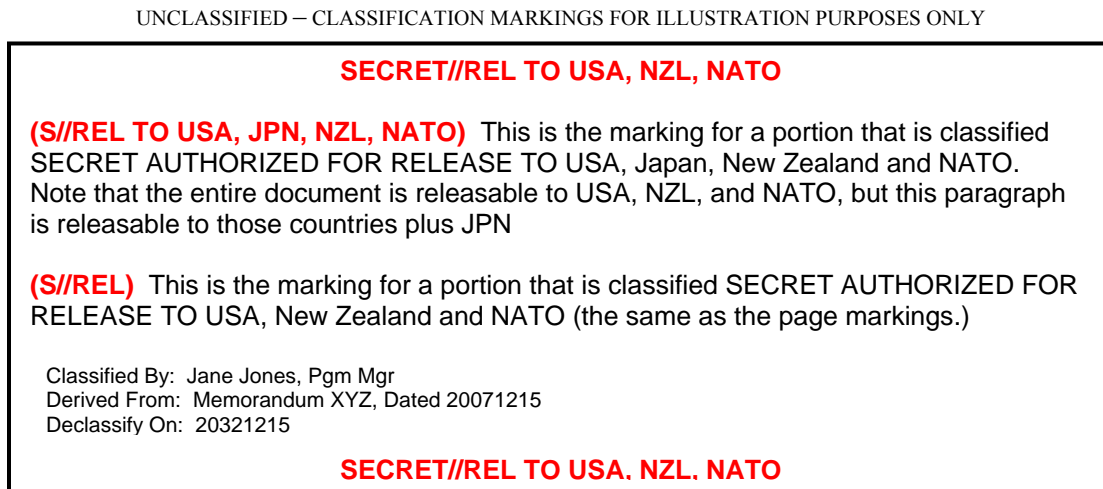 UNCLASSIFIED – CLASSIFICATION MARKINGS FOR ILLUSTRATION PURPOSES ONLY
SECRET//REL TO USA, NZL, NATO
(S//REL TO USA, JPN, NZL, NATO) This is the marking for a portion that is classified
SECRET AUTHORIZED FOR RELEASE TO USA, Japan, New Zealand and NATO.
Note that the entire document is releasable to USA, NZL, and NATO, but this paragraph
is releasable to those countries plus JPN
(S//REL) This is the marking for a portion that is classified SECRET AUTHORIZED FOR
RELEASE TO USA, New Zealand and NATO (the same as the page markings.)
Classified By: Jane Jones, Pgm Mgr
Derived From: Memorandum XYZ, Dated 20071215
Declassify On: 20321215
SECRET//REL TO USA, NZL, NATO